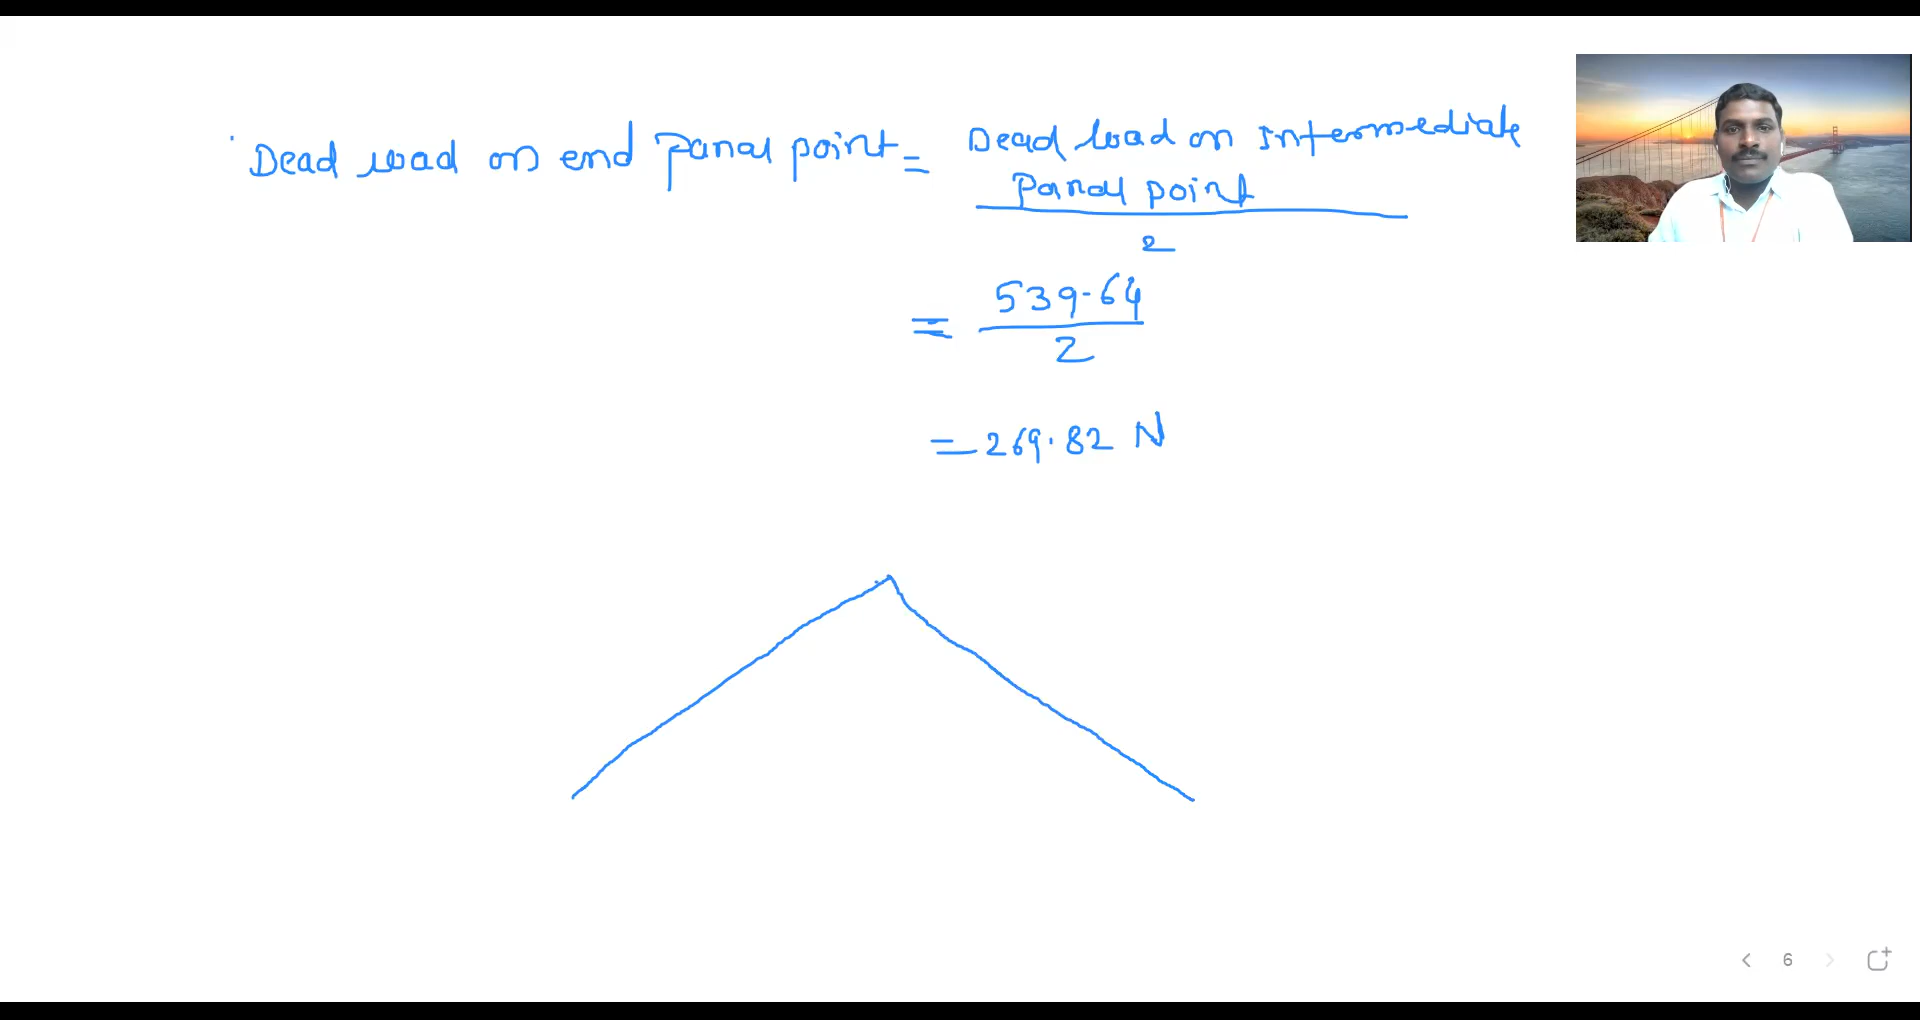 Dead load on end Panal point = Dead load on Intermediate
Panal point
2
= 539.64
2
= 269.82 N
6